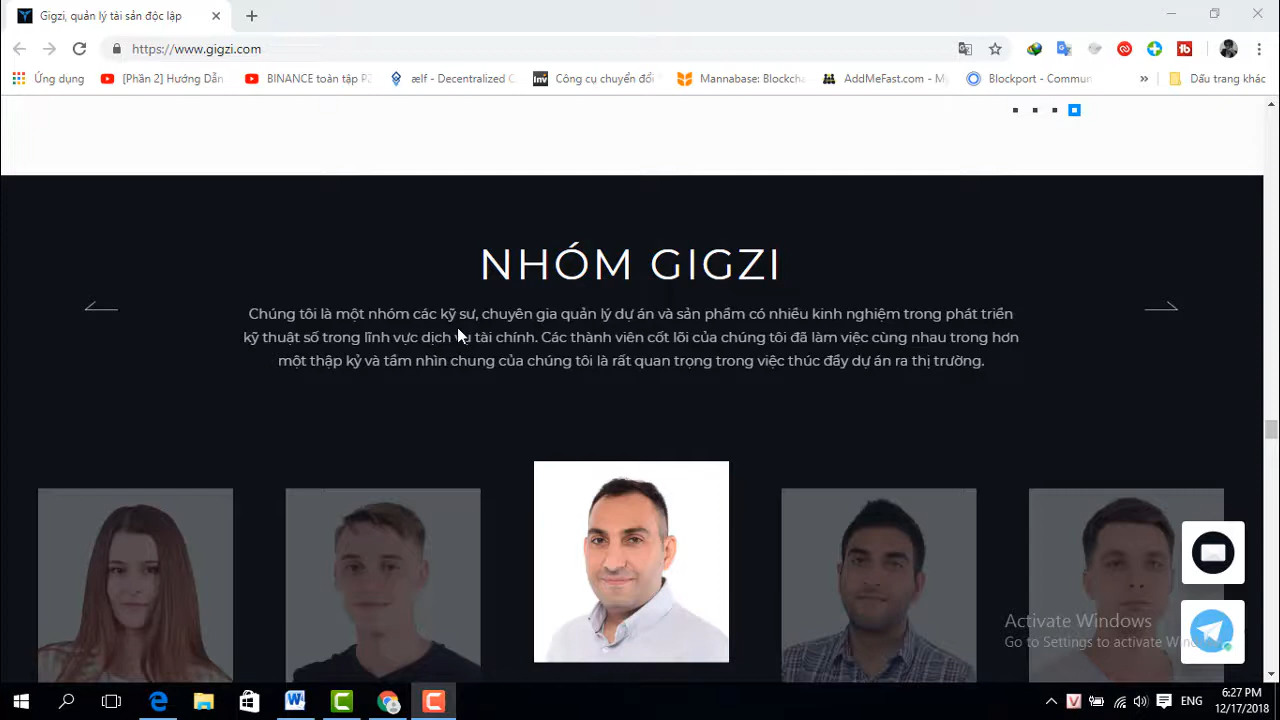 Gigzi, quản lý tài sản độc lập
https://www.gigzi.com
Ứng dụng
[Phần 2] Hướng Dẫn
BINANCE toàn tập P
ælf - Decentralized C
Công cụ chuyển đổi
Mannabase: Blockcha
AddMeFast.com - My
Blockport - Commun
»
Dấu trang khác
NHÓM GIGZI
Chúng tôi là một nhóm các kỹ sư, chuyên gia quản lý dự án và sản phẩm có nhiều kinh nghiệm trong phát triển
kỹ thuật số trong lĩnh vực dịch vụ tài chính. Các thành viên cốt lõi của chúng tôi đã làm việc cùng nhau trong hơn
một thập kỷ và tầm nhìn chung của chúng tôi là rất quan trọng trong việc thúc đẩy dự án ra thị trường.
Activate Windows
Go to Settings to activate
ENG
6:27 PM
12/17/2018